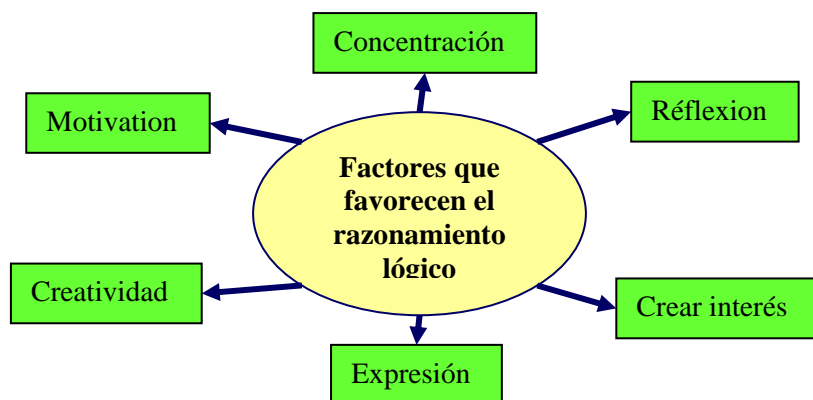 Concentración
Motivation
Réflexion
Factores que
favorecen el
razonamiento
lógico
Creatividad
Crear interés
Expresión